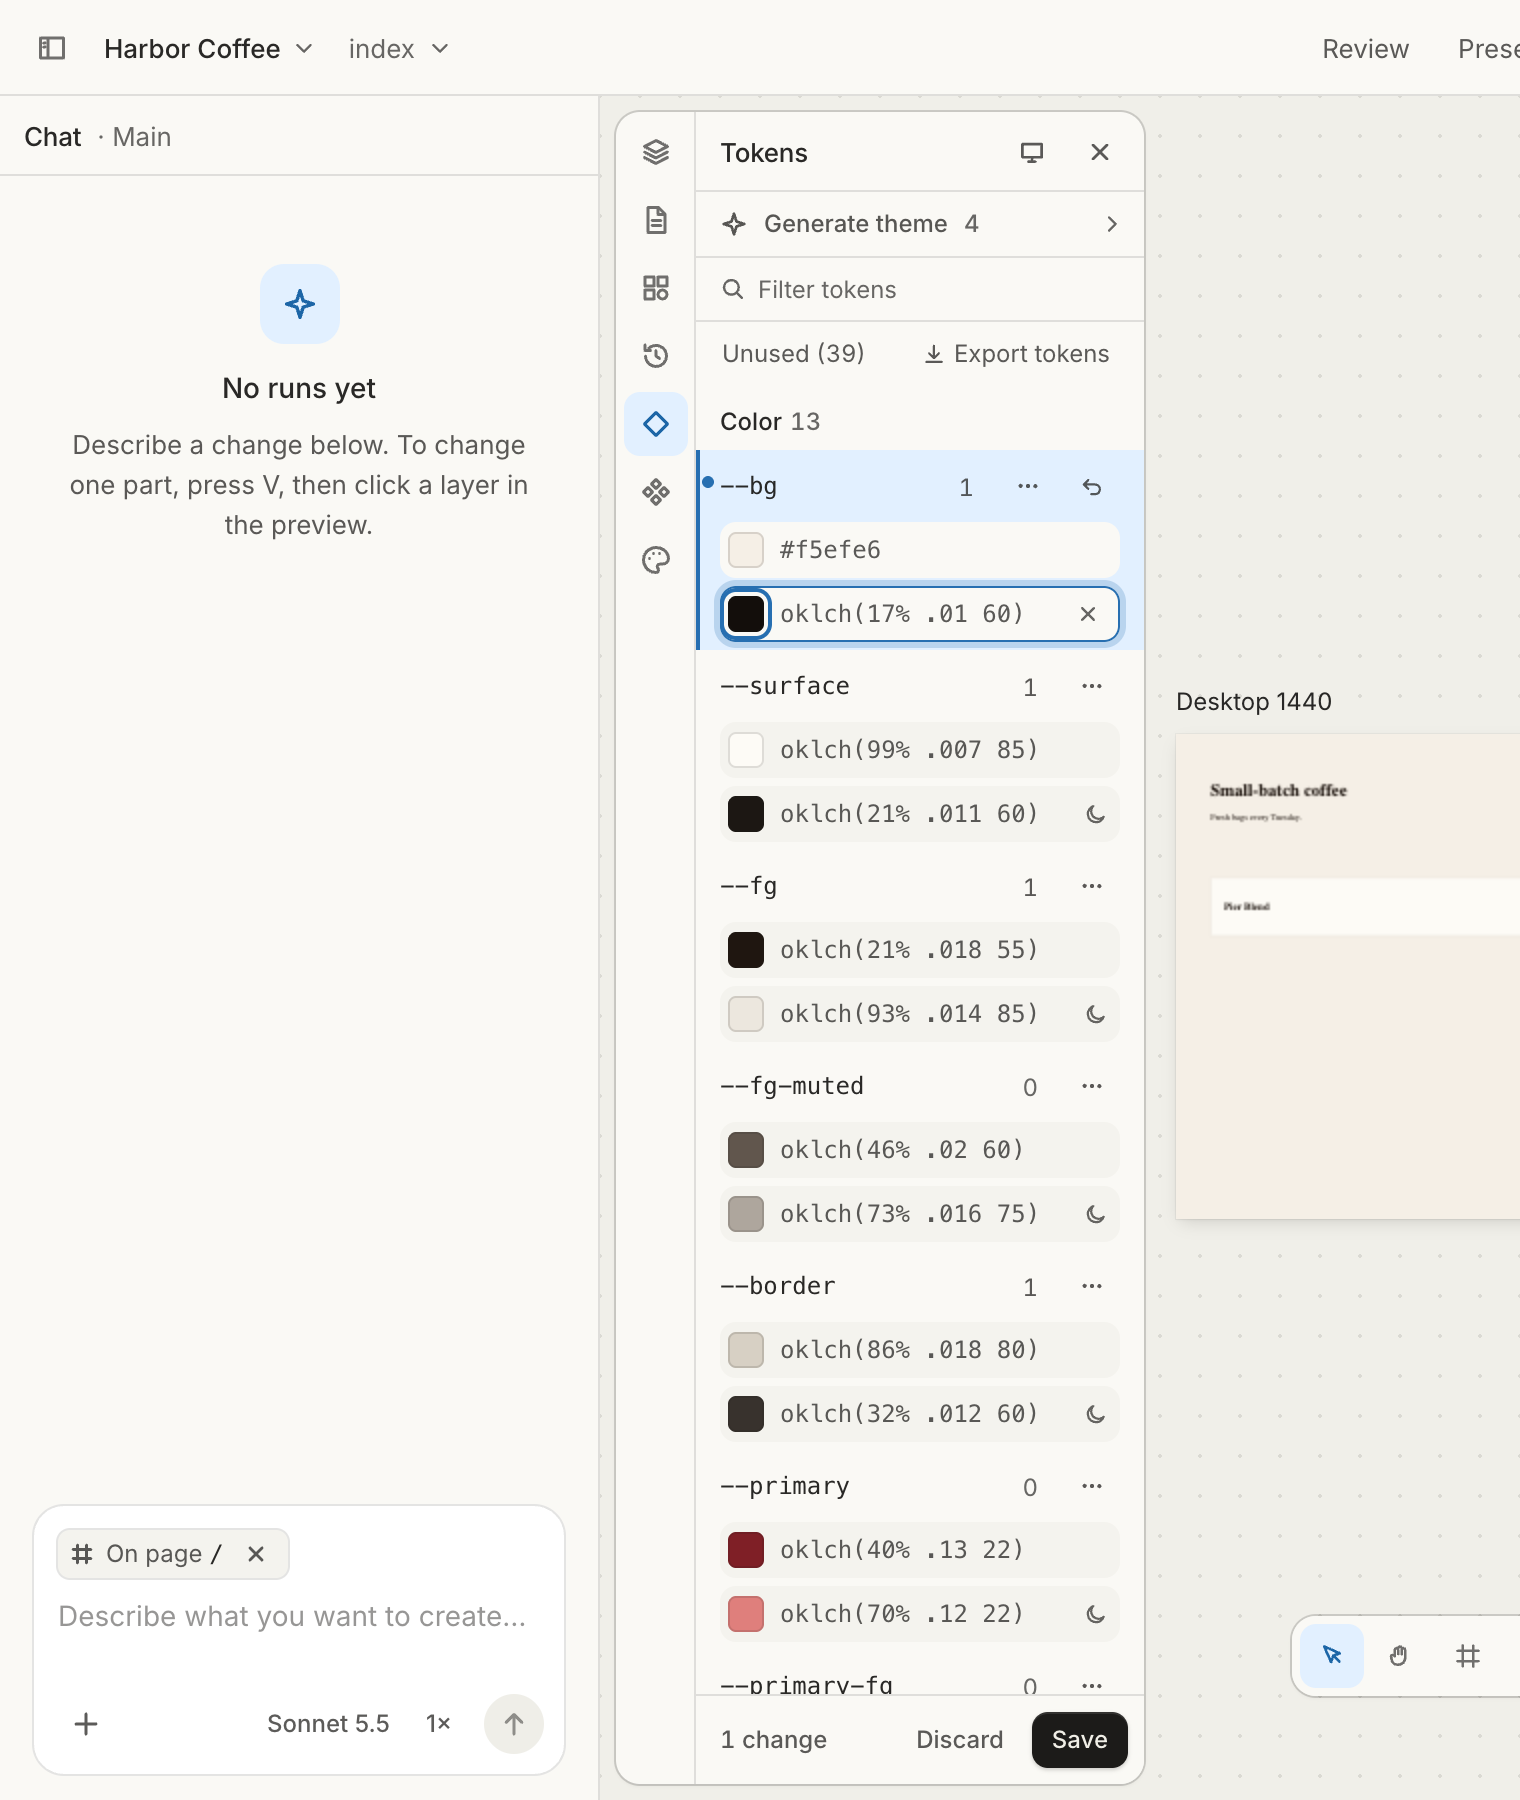 Harbor Coffee
index
Review
Prese
Chat · Main
No runs yet
Describe a change below. To change
one part, press V, then click a layer in
the preview.
On page /
Describe what you want to create...
Sonnet 5.5
1×
Tokens
Generate theme 4
Filter tokens
Unused (39)
Export tokens
Color 13
--bg 1
#f5efe6
oklch(17% .01 60)
--surface 1
oklch(99% .007 85)
oklch(21% .011 60)
--fg 1
oklch(21% .018 55)
oklch(93% .014 85)
--fg-muted 0
oklch(46% .02 60)
oklch(73% .016 75)
--border 1
oklch(86% .018 80)
oklch(32% .012 60)
--primary 0
oklch(40% .13 22)
oklch(70% .12 22)
--primary-fg 0
1 change
Discard
Save
Desktop 1440
Small-batch coffee
Fresh bags every Tuesday.
Pier Blend